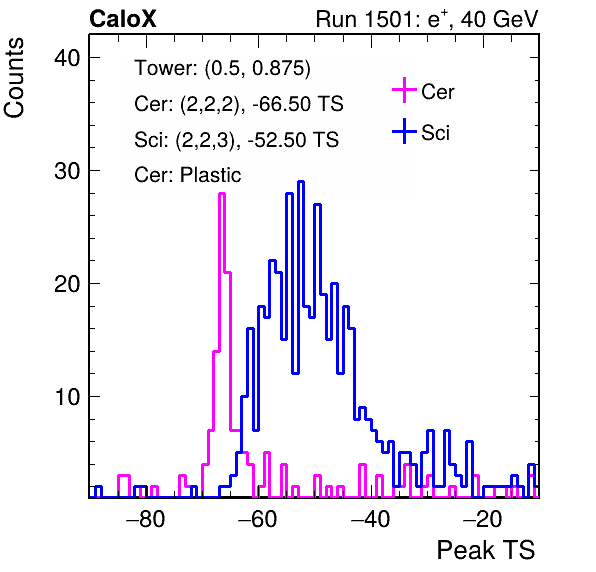 CaloX Run 1501: e⁺, 40 GeV
Counts
40
30
20
10
Tower: (0.5, 0.875)
Cer: (2,2,2), -66.50 TS
Sci: (2,2,3), -52.50 TS
Cer: Plastic
Cer
Sci
−80 −60 −40 −20
Peak TS